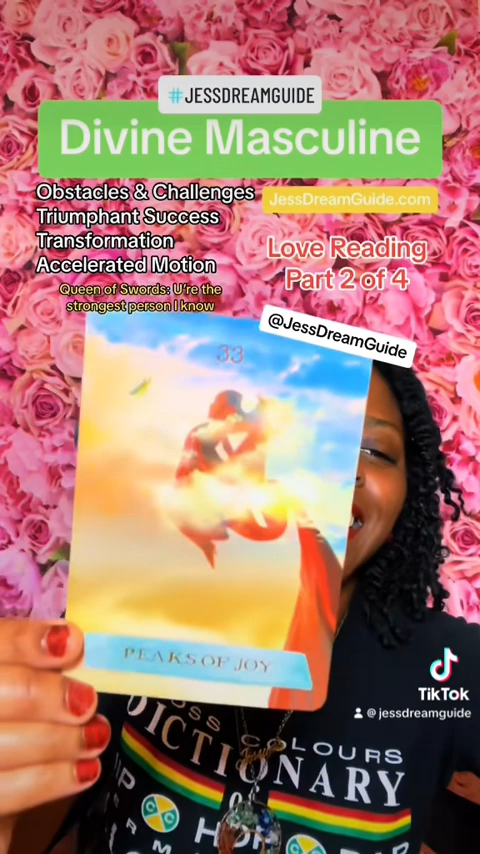 #JESSDREAMGUIDE
Divine Masculine
Obstacles & Challenges
Triumphant Success
Transformation
Accelerated Motion
Queen of Swords: U're the
strongest person I know
JessDreamGuide.com
Love Reading
Part 2 of 4
@JessDreamGuide
33
PEAKS OF JOY
TikTok
@jessdreamguide
COLOURS
DICTIONARY